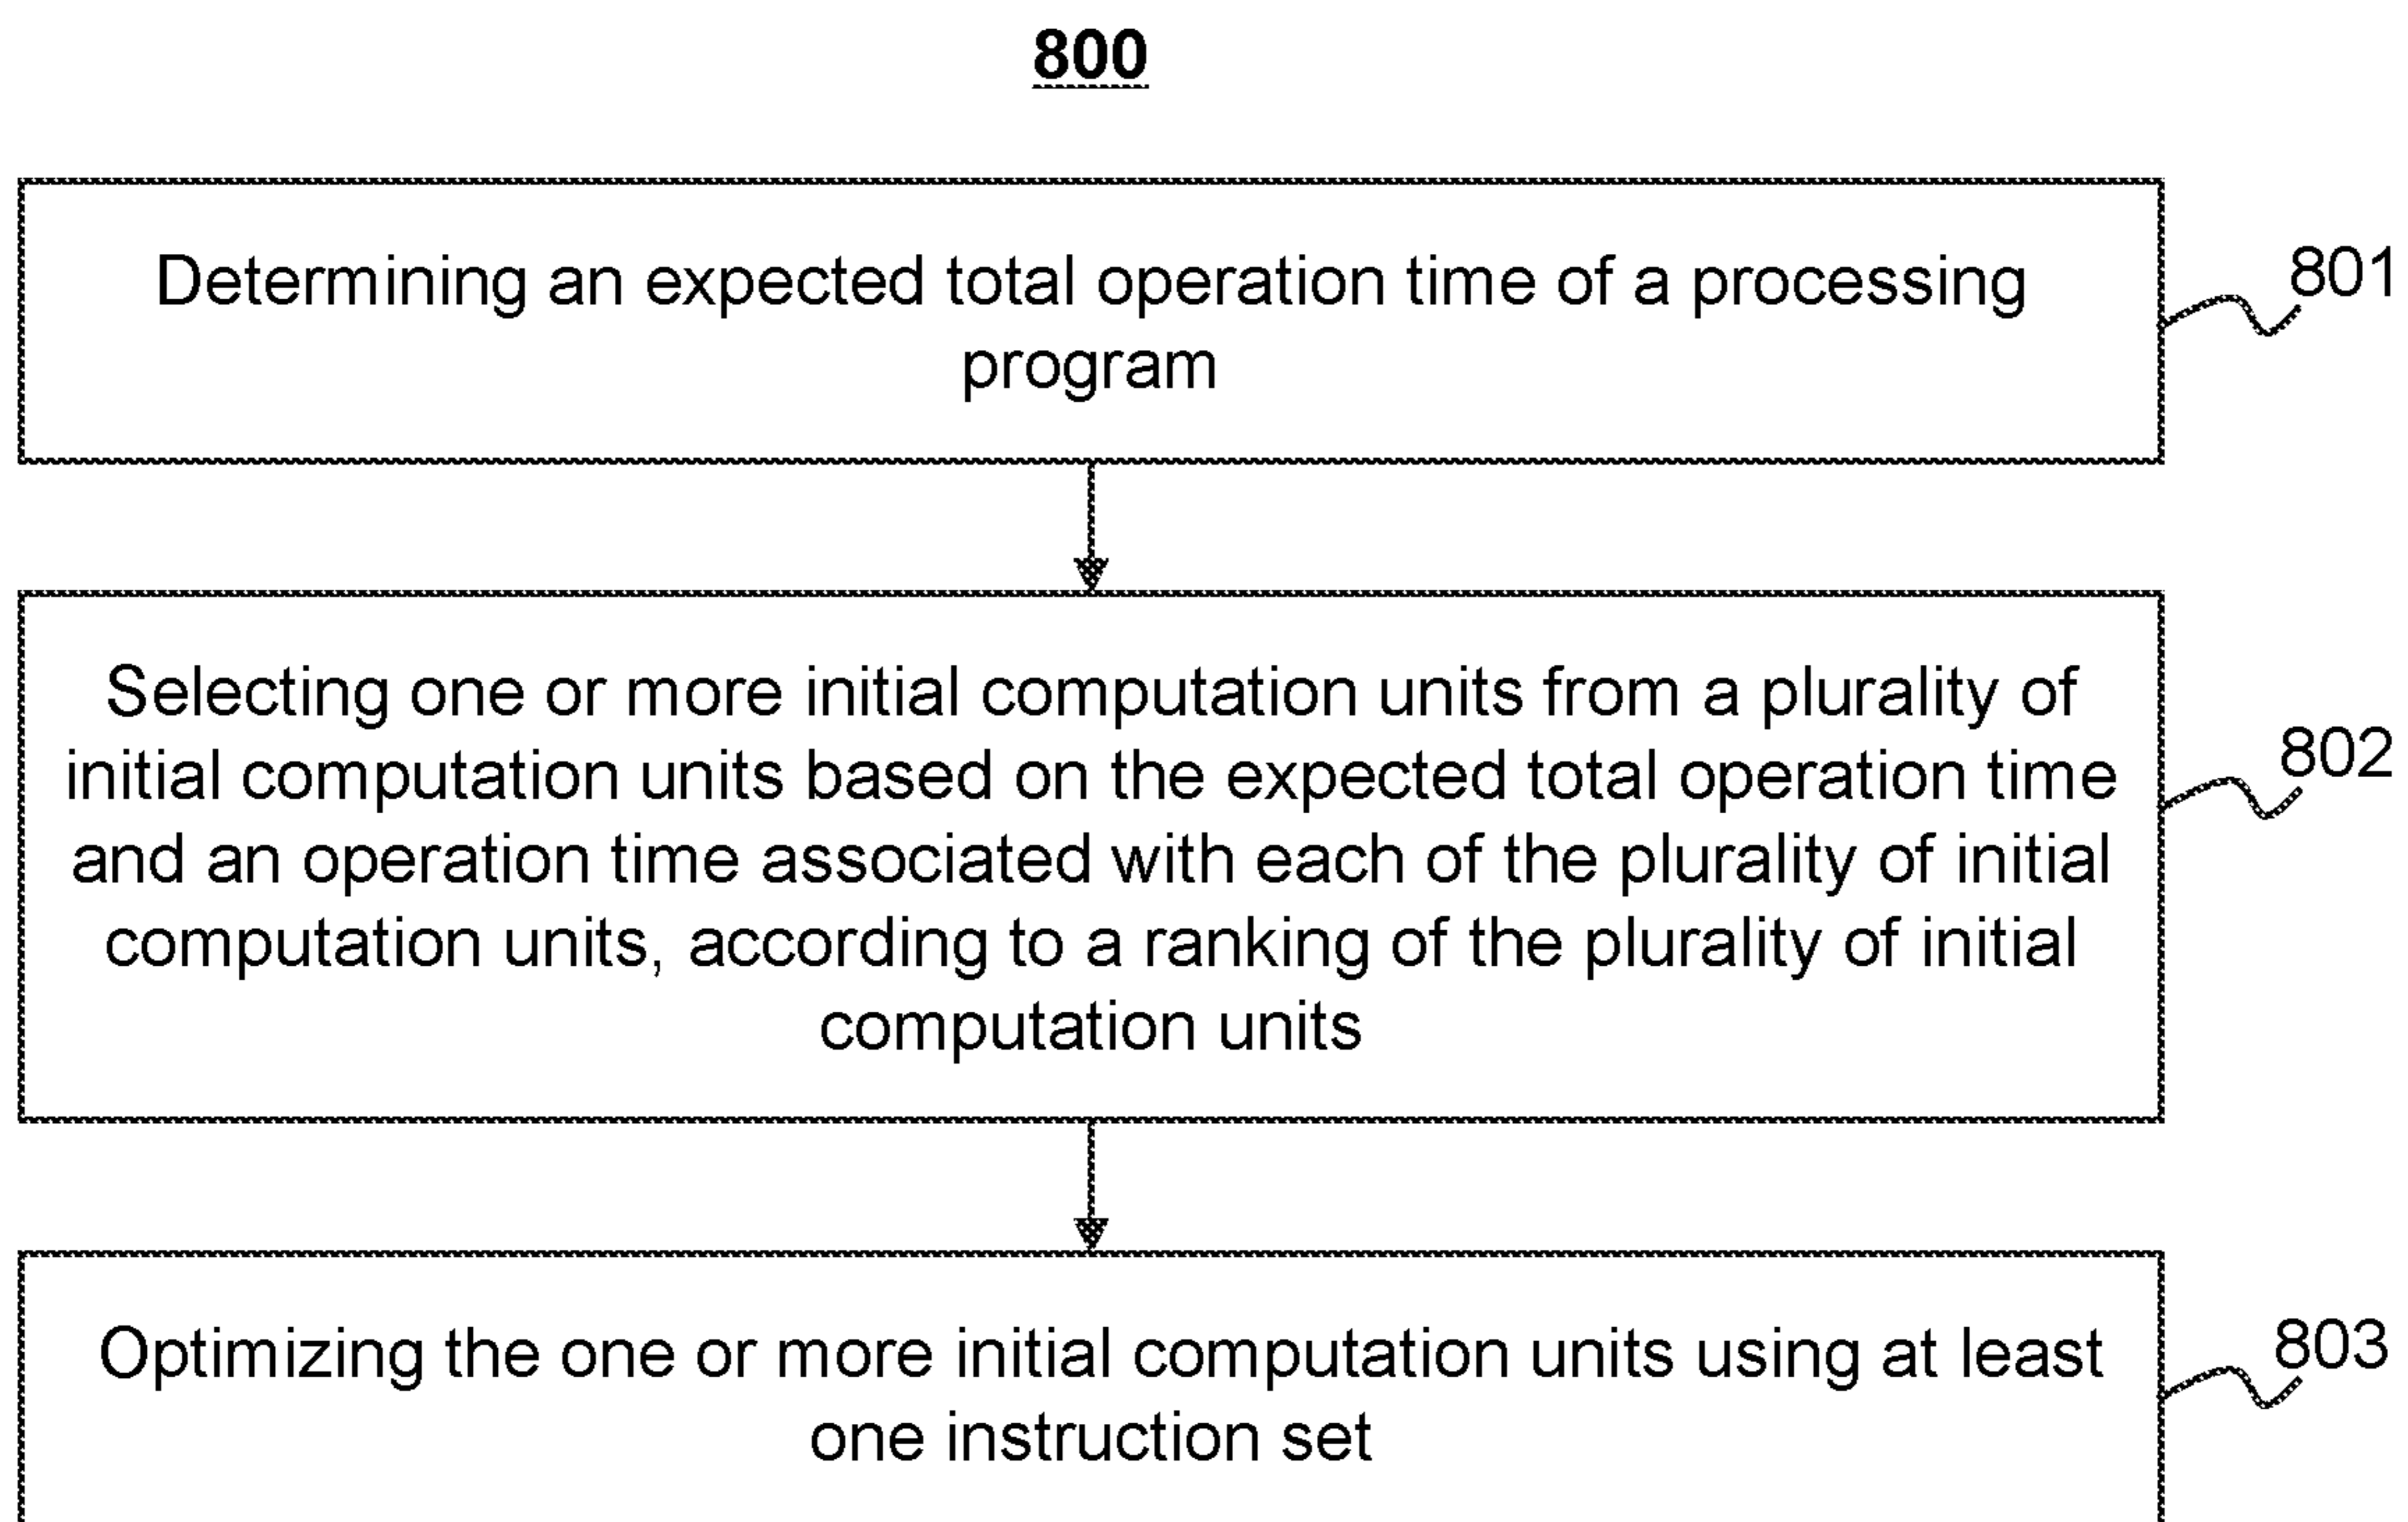 800
Determining an expected total operation time of a processing
program
801
Selecting one or more initial computation units from a plurality of
initial computation units based on the expected total operation time
and an operation time associated with each of the plurality of initial
computation units, according to a ranking of the plurality of initial
computation units
802
Optimizing the one or more initial computation units using at least
one instruction set
803